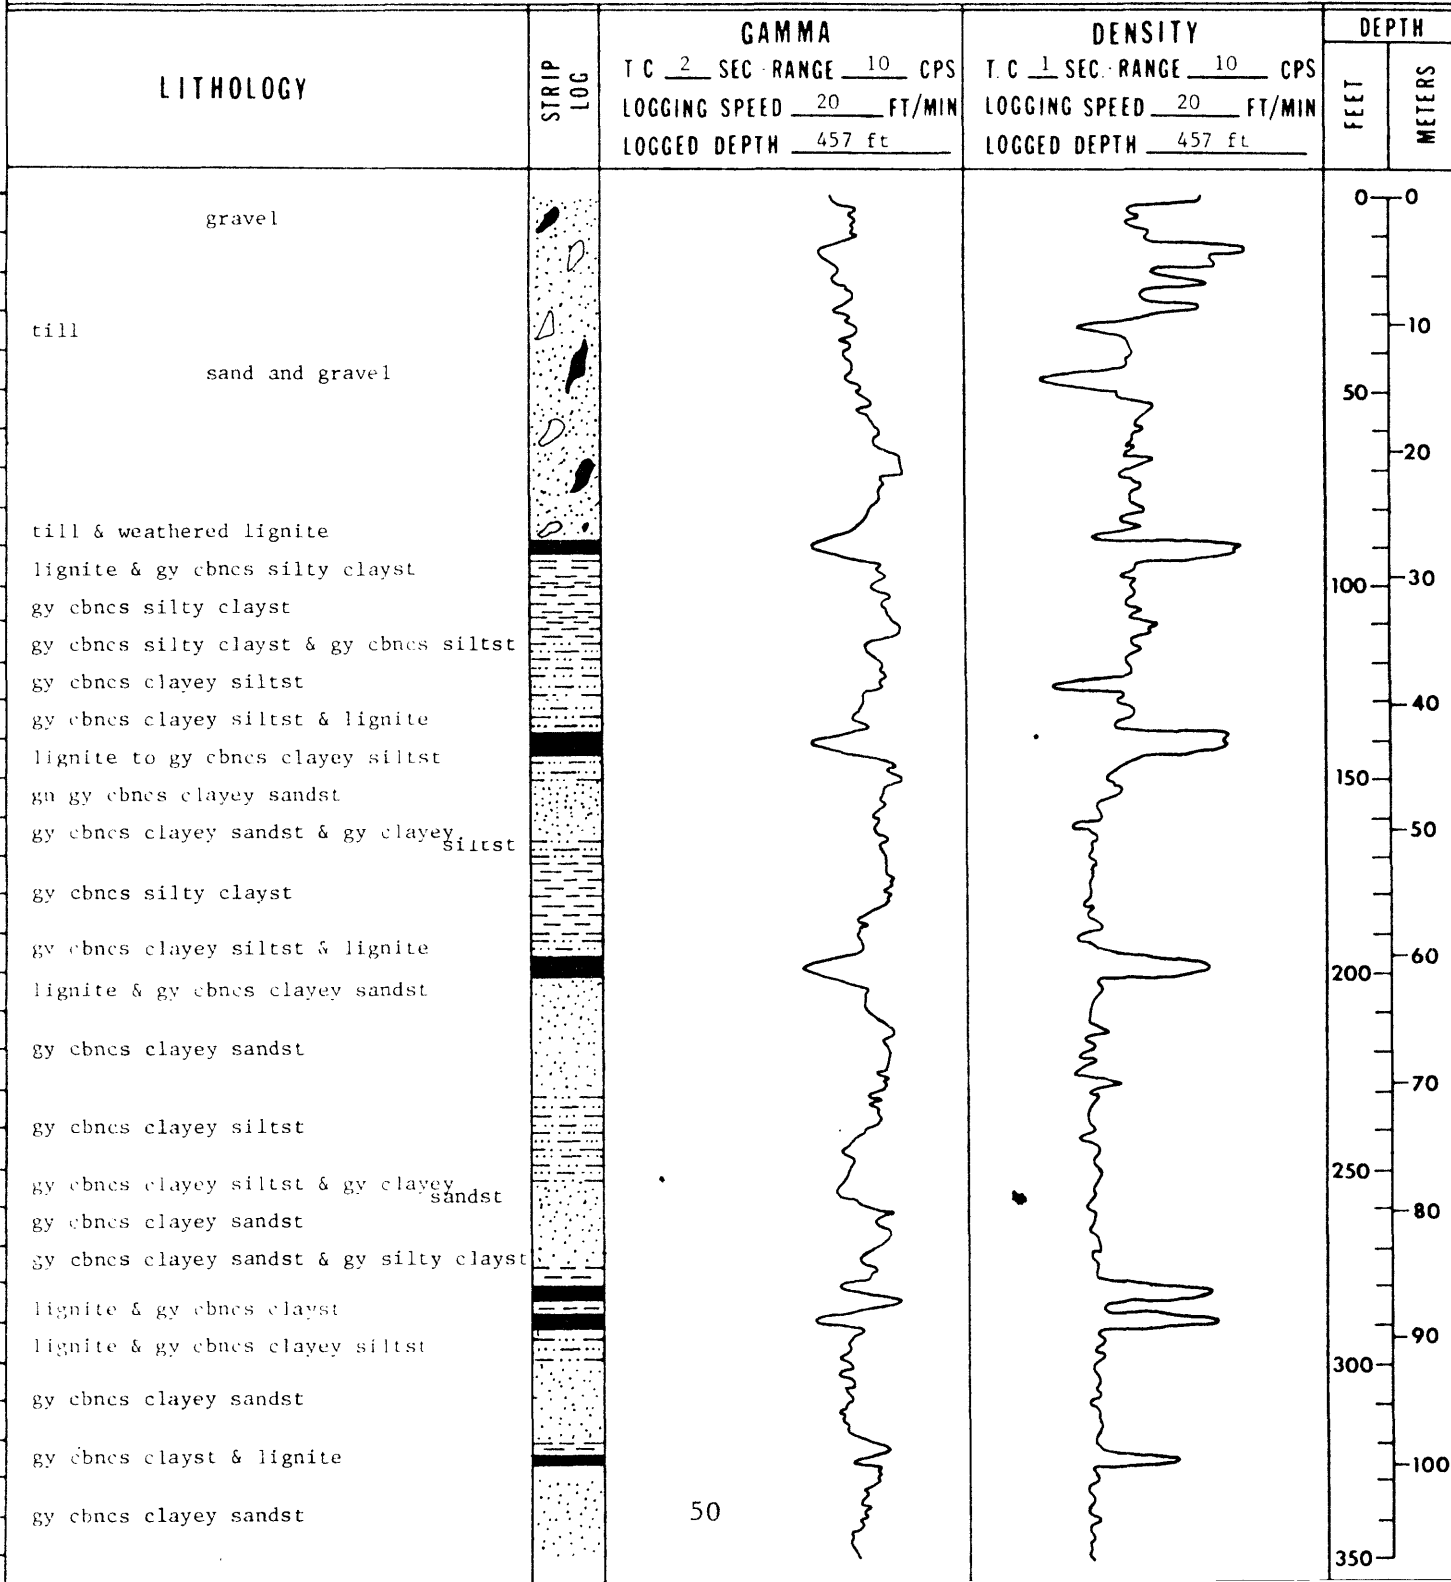 LITHOLOGY
STRIP LOG
GAMMA
T C 2 SEC RANGE 10 CPS
LOGGING SPEED 20 FT/MIN
LOGGED DEPTH 457 ft
DENSITY
T. C 1 SEC. RANGE 10 CPS
LOGGING SPEED 20 FT/MIN
LOGGED DEPTH 457 ft
DEPTH
FEET
METERS
gravel
till
sand and gravel
till & weathered lignite
lignite & gy cbncs silty clayst
gy cbncs silty clayst
gy cbncs silty clayst & gy cbncs siltst
gy cbncs clayey siltst
gy cbncs clayey siltst & lignite
lignite to gy cbncs clayey siltst
gn gy cbncs clayey sandst
gy cbncs clayey sandst & gy clayey
siltst
gy cbncs silty clayst
gy cbncs clayey siltst & lignite
lignite & gy cbncs clayey sandst
gy cbncs clayey sandst
gy cbncs clayey siltst
gy cbncs clayey siltst & gy clayey
sandst
gy cbncs clayey sandst
gy cbncs clayey sandst & gy silty clayst
lignite & gy cbncs clayst
lignite & gy cbncs clayey siltst
gy cbncs clayey sandst
gy cbncs clayst & lignite
gy cbncs clayey sandst
50
0
50
100
150
200
250
300
350
0
10
20
30
40
50
60
70
80
90
100